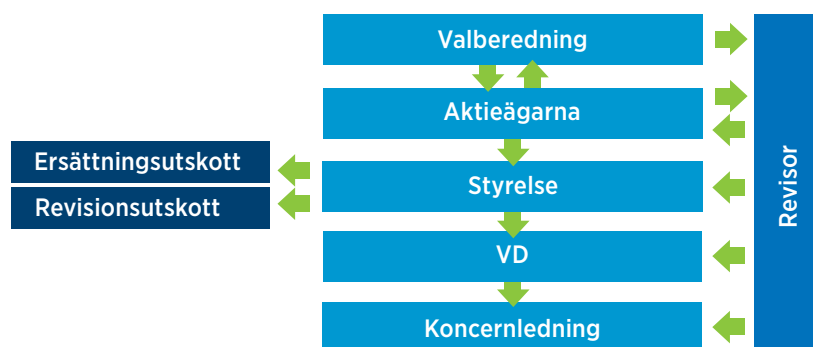 Valberedning
Aktieägarna
Ersättningsutskott
Styrelse
Revisionsutskott
VD
Koncernledning
Revisor